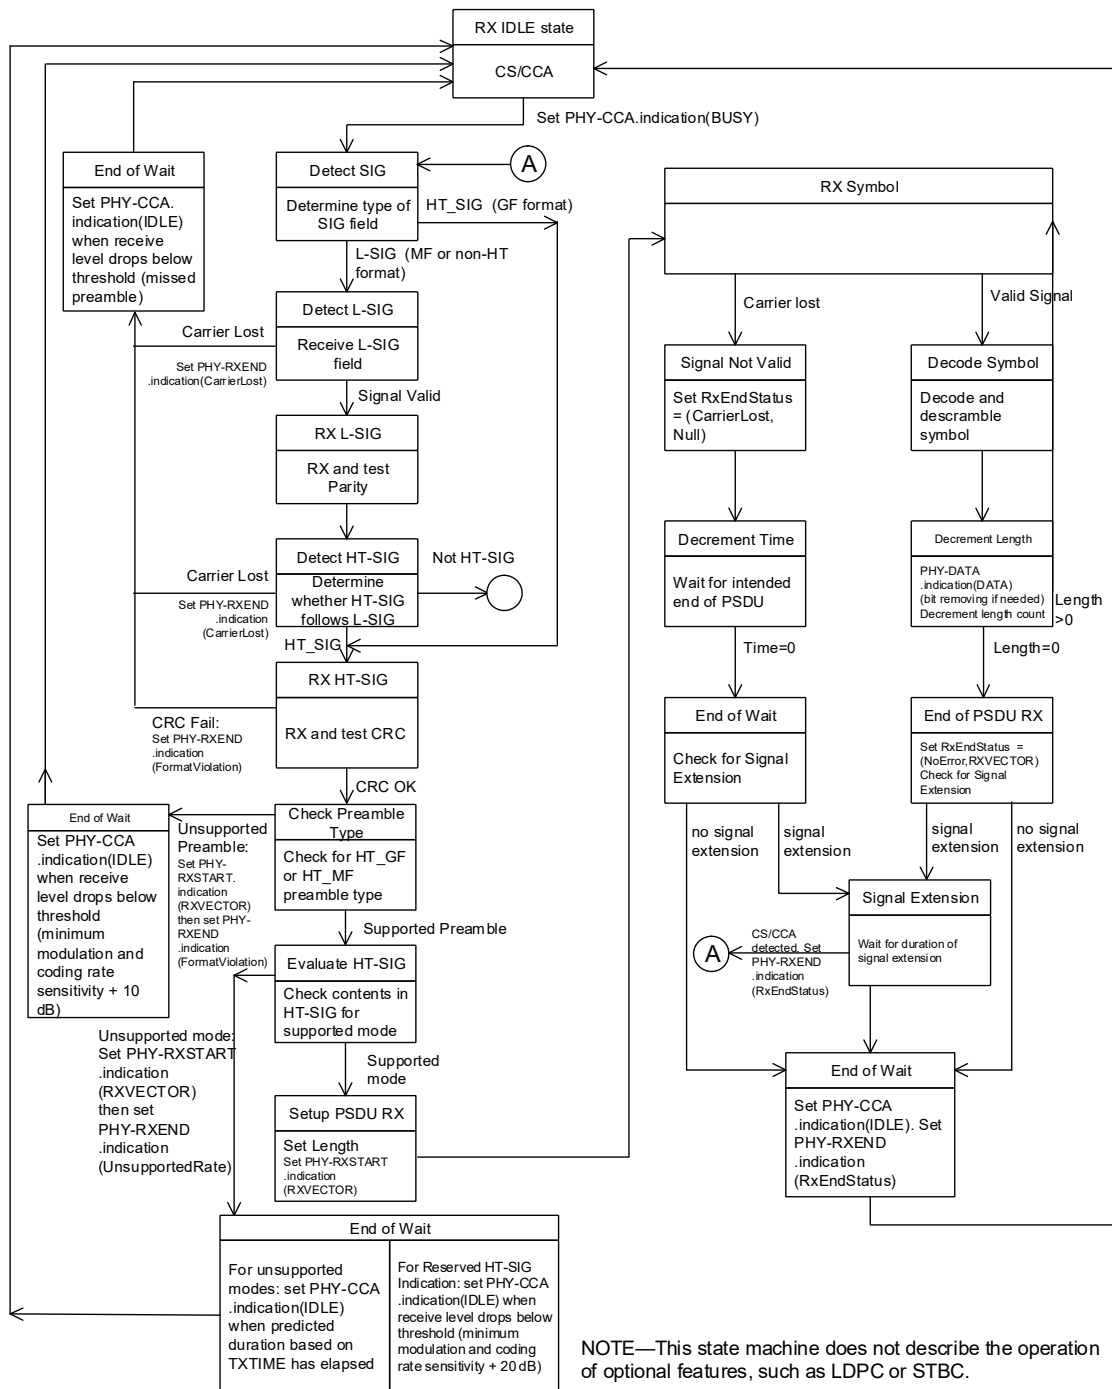 RX IDLE state
CS/CCA
Set PHY-CCA.indication(BUSY)
End of Wait
Set PHY-CCA.
indication(IDLE)
when receive
level drops below
threshold (missed
preamble)
Detect SIG
Determine type of
SIG field
A
HT_SIG (GF format)
L-SIG (MF or non-HT
format)
Detect L-SIG
Receive L-SIG
field
Carrier Lost
Set PHY-RXEND
.indication(CarrierLost)
Signal Valid
RX L-SIG
RX and test
Parity
Detect HT-SIG
Determine
whether HT-SIG
follows L-SIG
Not HT-SIG
Carrier Lost
Set PHY-RXEND
.indication
(CarrierLost)
HT_SIG
RX HT-SIG
RX and test CRC
CRC Fail:
Set PHY-RXEND
.indication
(FormatViolation)
CRC OK
Check Preamble
Type
Check for HT_GF
or HT_MF
preamble type
End of Wait
Set PHY-CCA
.indication(IDLE)
when receive
level drops below
threshold
(minimum
modulation and
coding rate
sensitivity + 10
dB)
Unsupported
Preamble:
Set PHY-
RXSTART.
indication
(RXVECTOR)
then set PHY-
RXEND
.indication
(FormatViolation)
Supported Preamble
Evaluate HT-SIG
Check contents in
HT-SIG for
supported mode
Unsupported mode:
Set PHY-RXSTART
.indication
(RXVECTOR)
then set
PHY-RXEND
.indication
(UnsupportedRate)
Supported
mode
Setup PSDU RX
Set Length
Set PHY-RXSTART
.indication
(RXVECTOR)
End of Wait
For unsupported
modes: set PHY-CCA
.indication(IDLE)
when predicted
duration based on
TXTIME has elapsed
For Reserved HT-SIG
Indication: set PHY-CCA
.indication(IDLE) when
receive level drops below
threshold (minimum
modulation and coding
rate sensitivity + 20 dB)
RX Symbol
Carrier lost
Valid Signal
Signal Not Valid
Set RxEndStatus
= (CarrierLost,
Null)
Decode Symbol
Decode and
descramble
symbol
Decrement Time
Wait for intended
end of PSDU
Decrement Length
PHY-DATA
.indication(DATA)
(bit removing if needed)
Decrement length count
Length
>0
Time=0
Length=0
End of Wait
Check for Signal
Extension
End of PSDU RX
Set RxEndStatus =
(NoError,RXVECTOR)
Check for Signal
Extension
no signal
extension
signal
extension
signal
extension
no signal
extension
Signal Extension
Wait for duration of
signal extension
A
CS/CCA
detected. Set
PHY-RXEND
.indication
(RxEndStatus)
End of Wait
Set PHY-CCA
.indication(IDLE). Set
PHY-RXEND
.indication
(RxEndStatus)
NOTE—This state machine does not describe the operation
of optional features, such as LDPC or STBC.